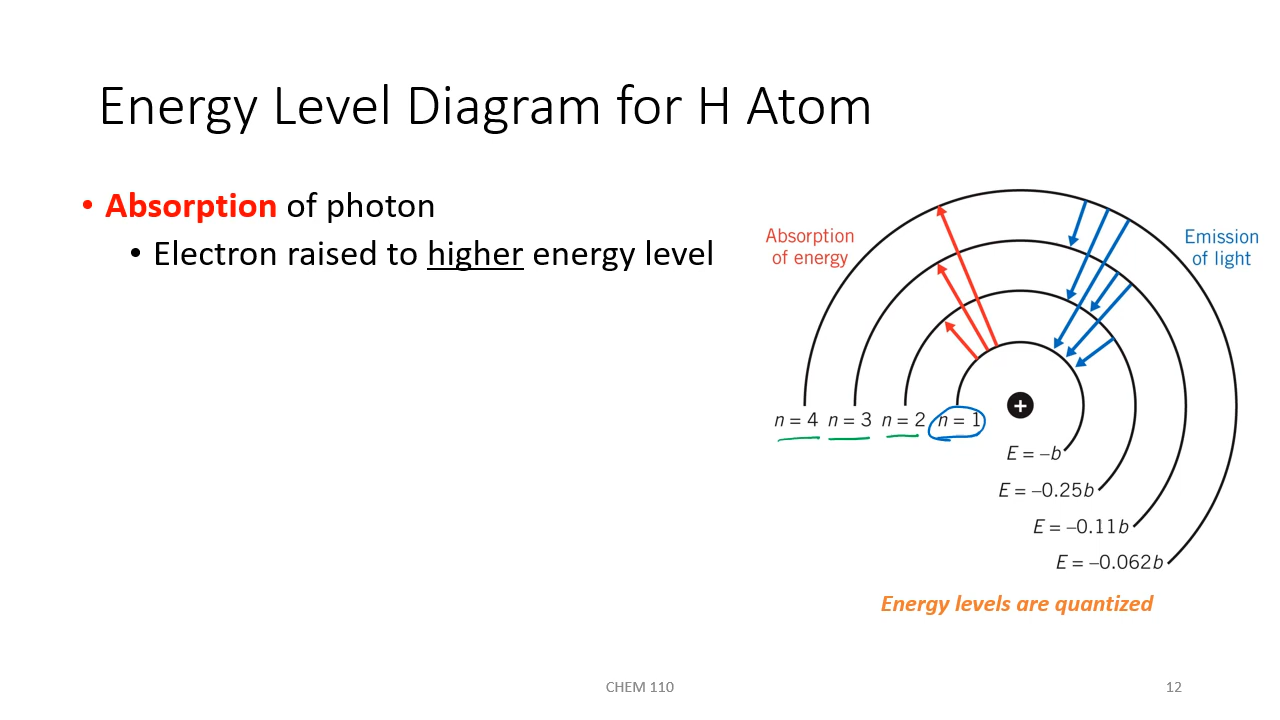 Energy Level Diagram for H Atom
• Absorption of photon
• Electron raised to higher energy level
Absorption
of energy
Emission
of light
n = 4 n = 3 n = 2 n = 1
+
E = –b
E = –0.25b
E = –0.11b
E = –0.062b
Energy levels are quantized
CHEM 110
12